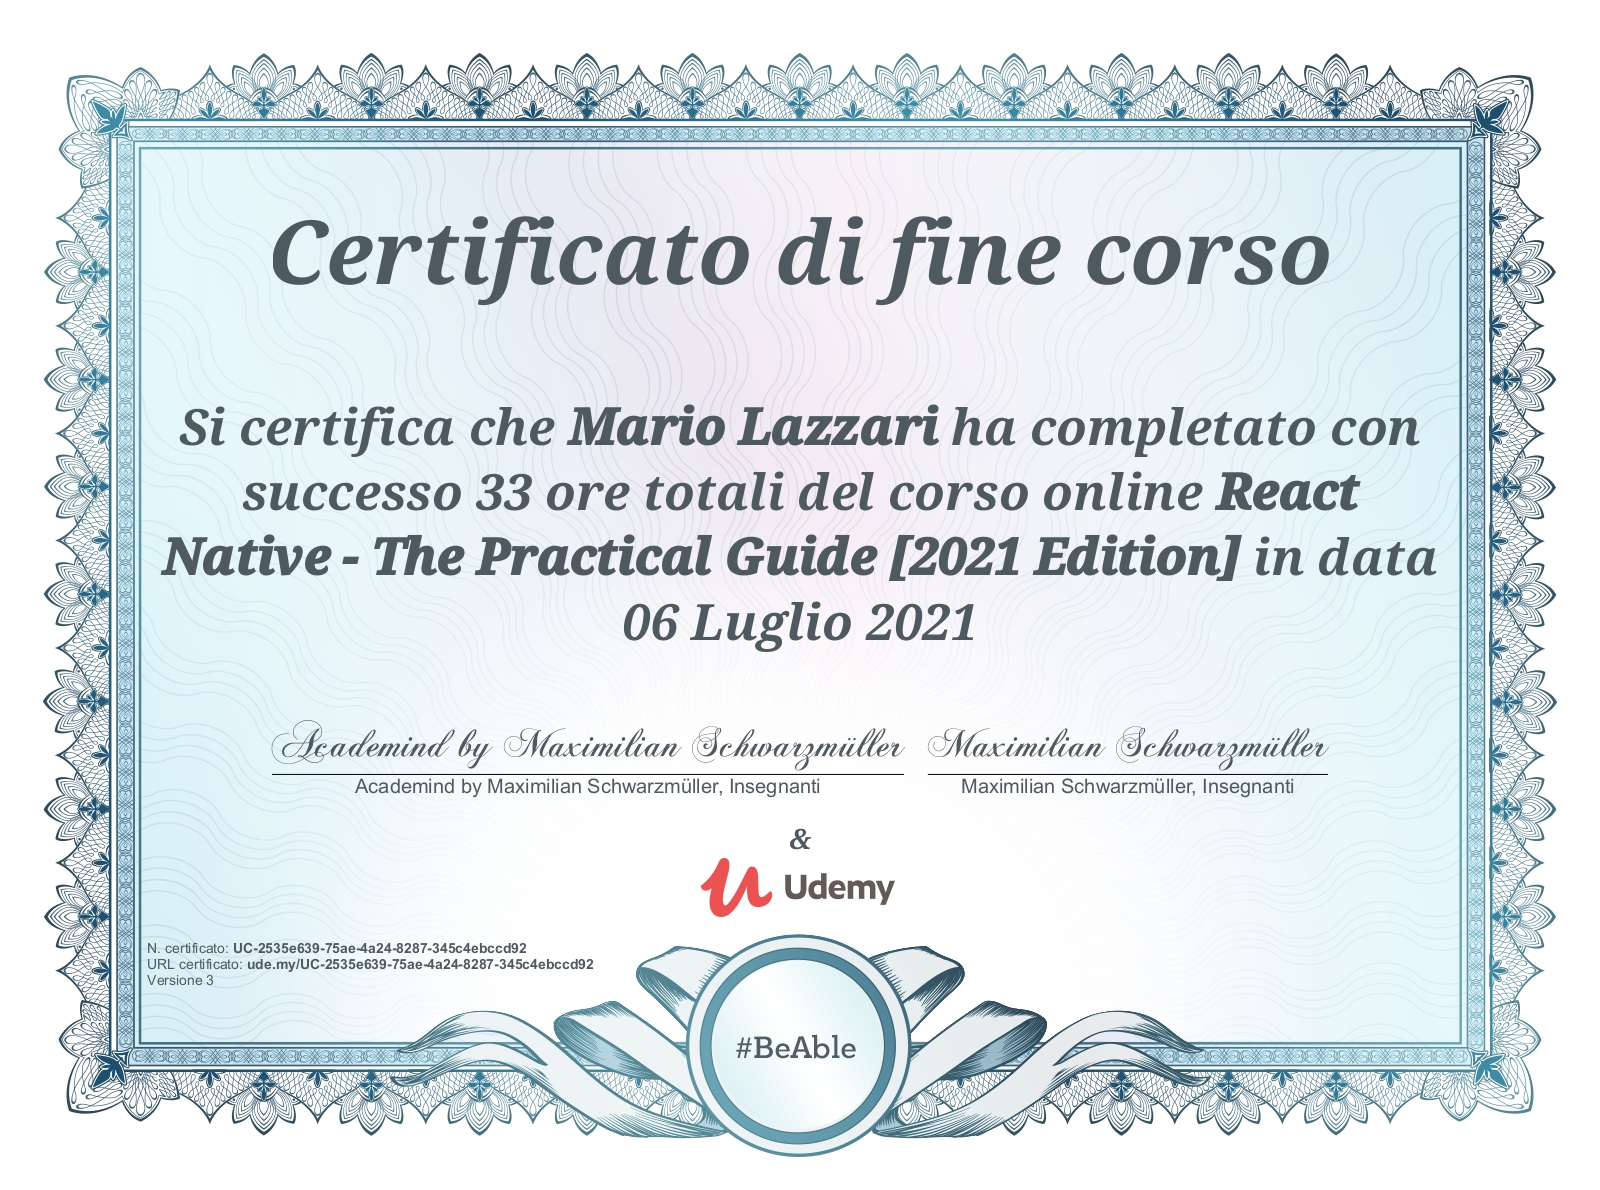 Certificato di fine corso
Si certifica che Mario Lazzari ha completato con
successo 33 ore totali del corso online React
Native - The Practical Guide [2021 Edition] in data
06 Luglio 2021
Academind by Maximilian Schwarzmüller
Maximilian Schwarzmüller
Academind by Maximilian Schwarzmüller, Insegnanti
Maximilian Schwarzmüller, Insegnanti
&
Udemy
N. certificato: UC-2535e639-75ae-4a24-8287-345c4ebccd92
URL certificato: ude.my/UC-2535e639-75ae-4a24-8287-345c4ebccd92
Versione 3
#BeAble